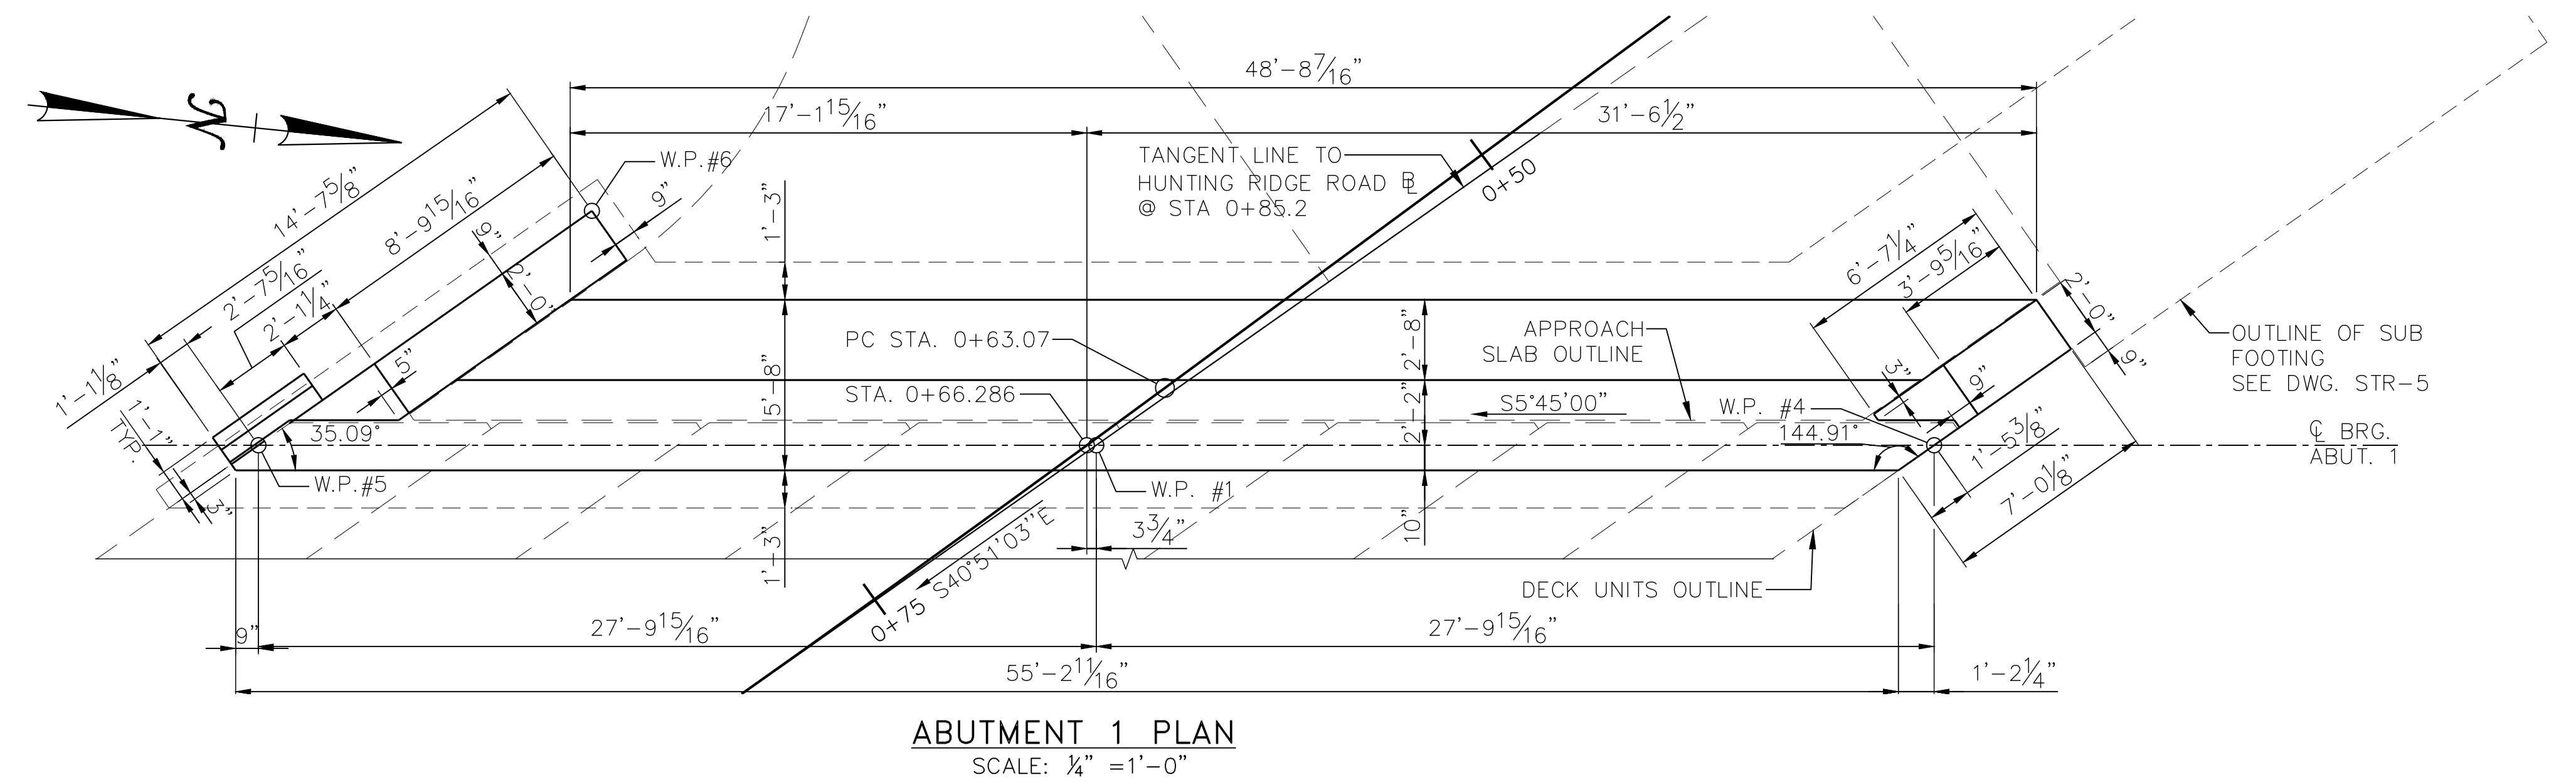 48'-8 7/16"
17'-1 15/16"
31'-6 1/2"
N
14'-7 5/8"
8'-9 15/16"
2'-7 5/16"
2'-1 1/4"
1'-1 1/8"
1'-1"
TYP.
3"
5"
9"
2'-0"
9"
W.P.#6
1'-3"
5'-8"
1'-3"
TANGENT LINE TO
HUNTING RIDGE ROAD BL
@ STA 0+85.2
0+50
PC STA. 0+63.07
STA. 0+66.286
APPROACH
SLAB OUTLINE
2'-8"
2'-2"
10"
S5°45'00"
W.P. #4
144.91°
35.09°
W.P.#5
W.P. #1
3 3/4"
S40°51'03"E
0+75
6'-7 1/4"
3'-9 5/16"
3"
9"
2'-0"
9"
1'-5 3/8"
7'-0 1/8"
OUTLINE OF SUB
FOOTING
SEE DWG. STR-5
℄ BRG.
ABUT. 1
DECK UNITS OUTLINE
9"
27'-9 15/16"
27'-9 15/16"
55'-2 11/16"
1'-2 1/4"
ABUTMENT 1 PLAN
SCALE: 1/4" =1'-0"